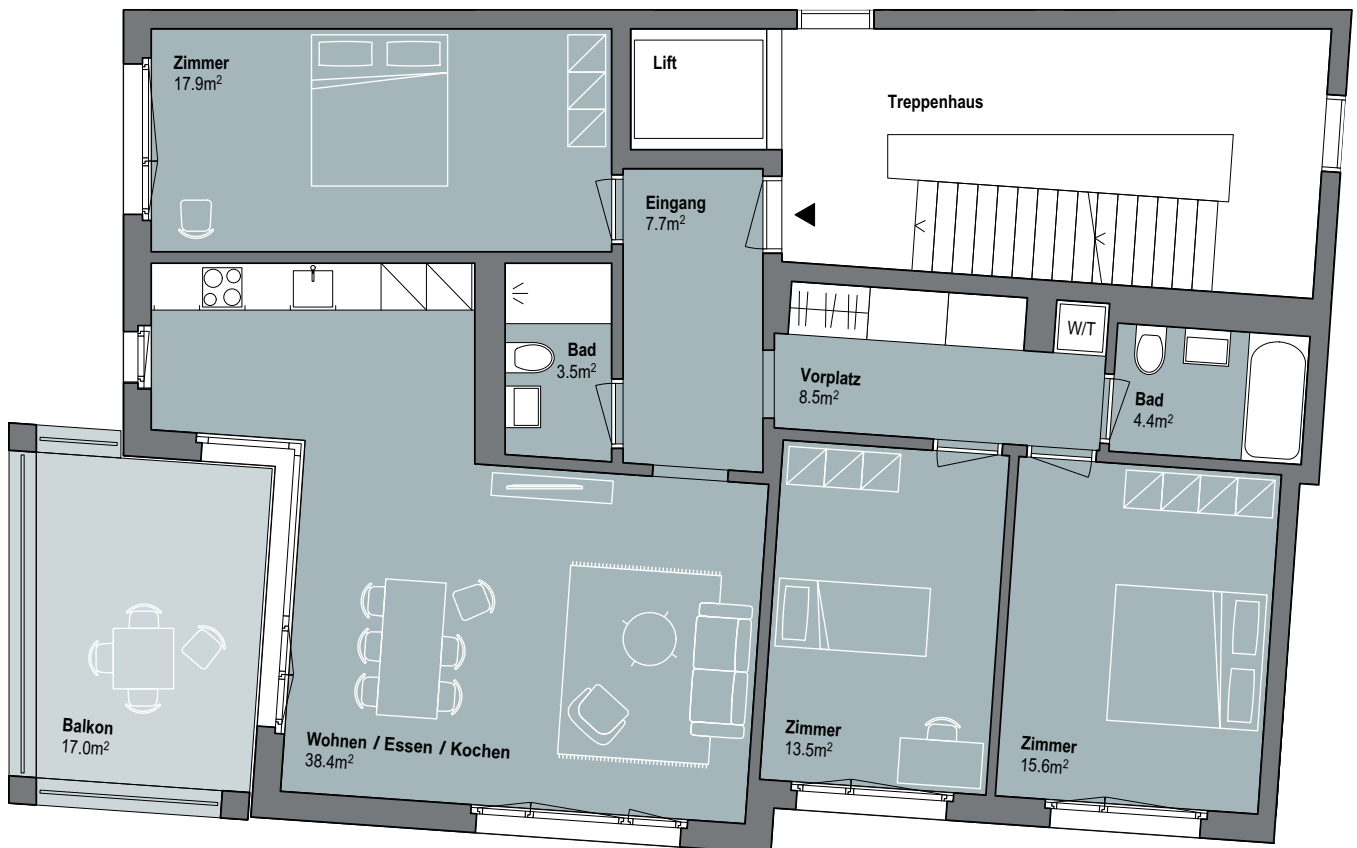 Zimmer
17.9m²
Lift
Treppenhaus
Eingang
7.7m²
W/T
Bad
3.5m²
Vorplatz
8.5m²
Bad
4.4m²
Balkon
17.0m²
Wohnen / Essen / Kochen
38.4m²
Zimmer
13.5m²
Zimmer
15.6m²